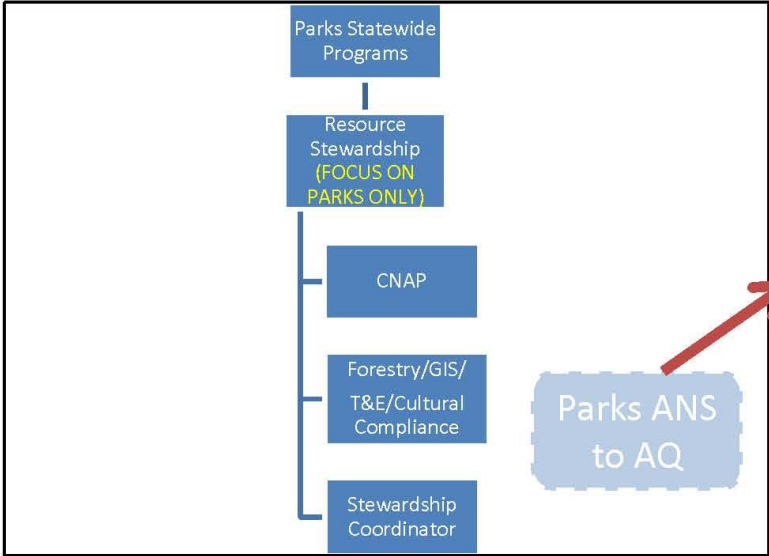 Parks Statewide
Programs
Resource
Stewardship
(FOCUS ON
PARKS ONLY)
CNAP
Forestry/GIS/
T&E/Cultural
Compliance
Parks ANS
to AQ
Stewardship
Coordinator